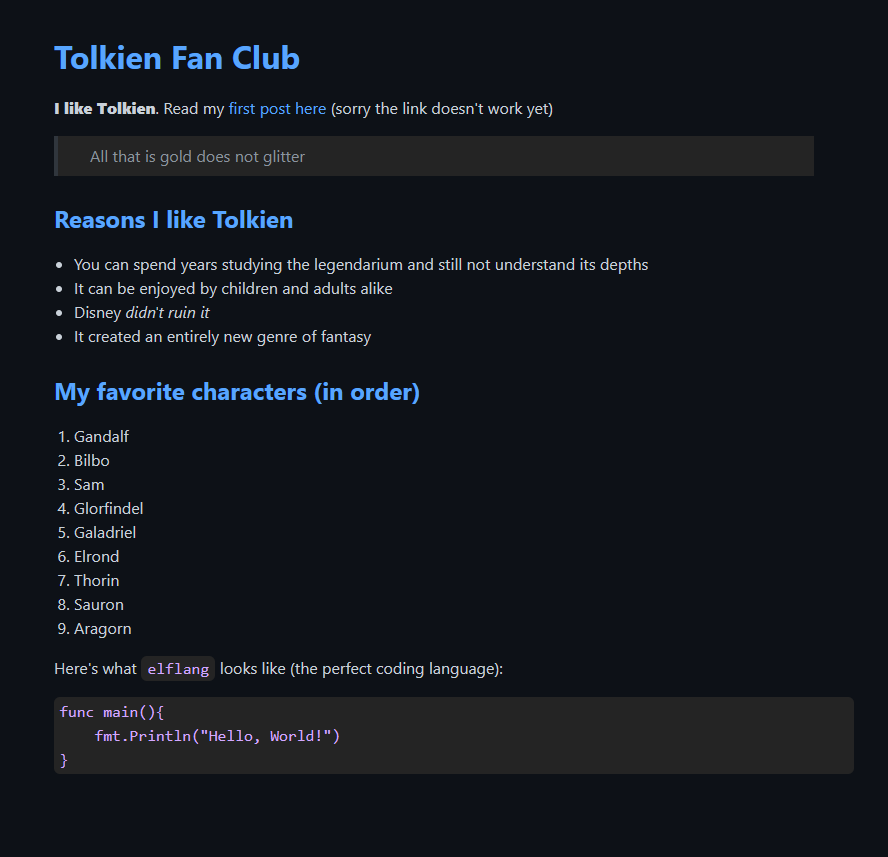 Tolkien Fan Club
I like Tolkien. Read my first post here (sorry the link doesn't work yet)
All that is gold does not glitter
Reasons I like Tolkien
• You can spend years studying the legendarium and still not understand its depths
• It can be enjoyed by children and adults alike
• Disney didn't ruin it
• It created an entirely new genre of fantasy
My favorite characters (in order)
1. Gandalf
2. Bilbo
3. Sam
4. Glorfindel
5. Galadriel
6. Elrond
7. Thorin
8. Sauron
9. Aragorn
Here's what elflang looks like (the perfect coding language):
func main(){
    fmt.Println("Hello, World!")
}